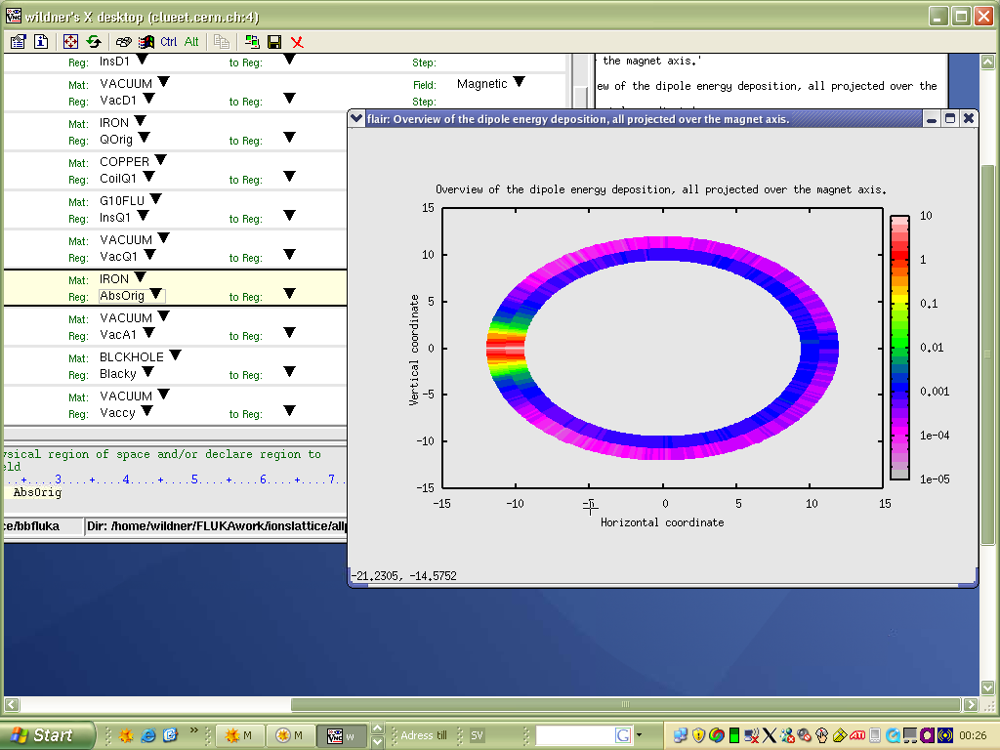 wildner's X desktop (clueet.cern.ch:4)
Ctrl Alt
Reg: InsD1 to Reg: Step:
Mat: VACUUM Field: Magnetic
Reg: VacD1 to Reg: Step:
Mat: IRON
Reg: QOrig to Reg:
Mat: COPPER
Reg: CoilQ1 to Reg:
Mat: G10FLU
Reg: InsQ1 to Reg:
Mat: VACUUM
Reg: VacQ1 to Reg:
Mat: IRON
Reg: AbsOrig to Reg:
Mat: VACUUM
Reg: VacA1 to Reg:
Mat: BLCKHOLE
Reg: Blacky to Reg:
Mat: VACUUM
Reg: Vaccy to Reg:
ysical region of space and/or declare region to
eld
..+....3....+....4....+....5....+....6....+....7..
AbsOrig
ce/bbfluka Dir: /home/wildner/FLUKAwork/ionslattice/allp
the magnet axis.'
ew of the dipole energy deposition, all projected over the
flair: Overview of the dipole energy deposition, all projected over the magnet axis.
Overview of the dipole energy deposition, all projected over the magnet axis.
15
10
5
0
-5
-10
-15
Vertical coordinate
-15 -10 -5 0 5 10 15
Horizontal coordinate
10
1
0.1
0.01
0.001
1e-04
1e-05
-21.2305, -14.5752
Start M M w Adress till SV G 00:26